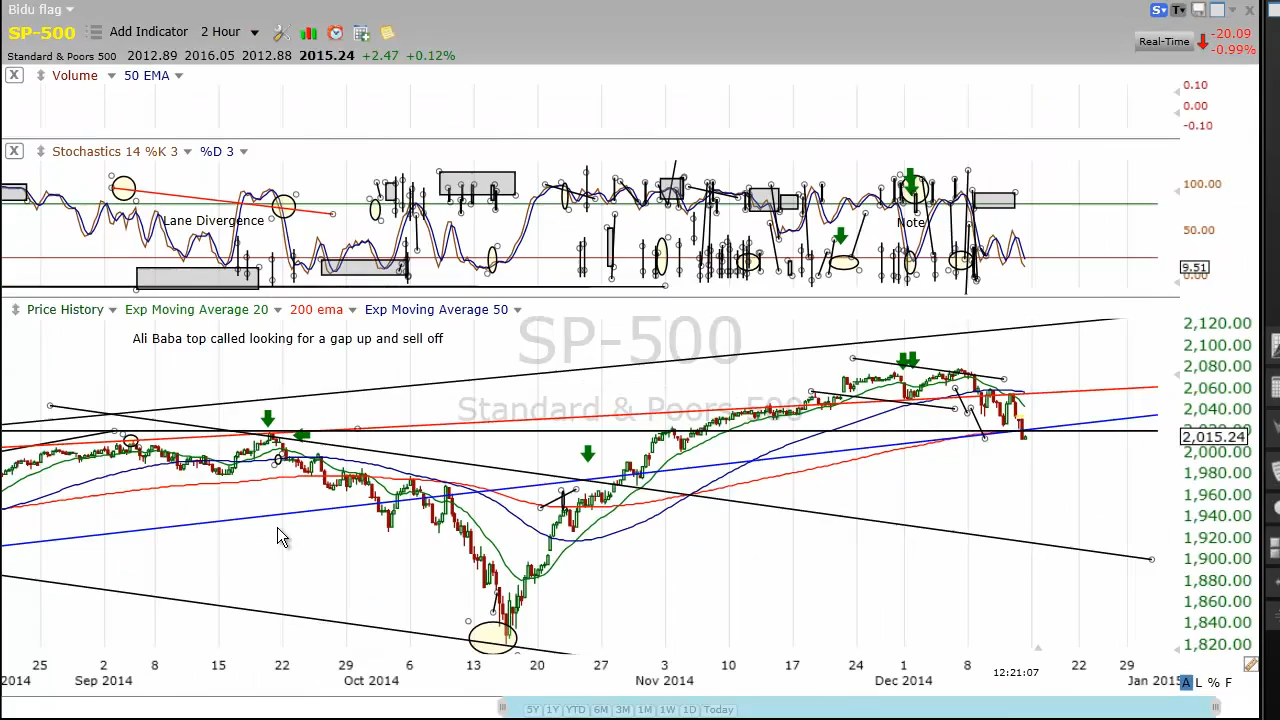 Bidu flag
SP-500 Add Indicator 2 Hour
Standard & Poors 500 2012.89 2016.05 2012.88 2015.24 +2.47 +0.12%
Real-Time -20.09
-0.99%
X Volume 50 EMA
0.10
0.00
-0.10
X Stochastics 14 %K 3 %D 3
100.00
50.00
0.00
9.51
Lane Divergence
Note
Price History Exp Moving Average 20 200 ema Exp Moving Average 50
Ali Baba top called looking for a gap up and sell off
SP-500
Standard & Poors 500
2,120.00
2,100.00
2,080.00
2,060.00
2,040.00
2,015.24
2,000.00
1,980.00
1,960.00
1,940.00
1,920.00
1,900.00
1,880.00
1,860.00
1,840.00
1,820.00
25 2 8 15 22 29 6 13 20 27 3 10 17 24 1 8 22 29
12:21:07
2014 Sep 2014 Oct 2014 Nov 2014 Dec 2014 Jan 2015
A L % F
5Y 1Y YTD 6M 3M 1M 1W 1D Today